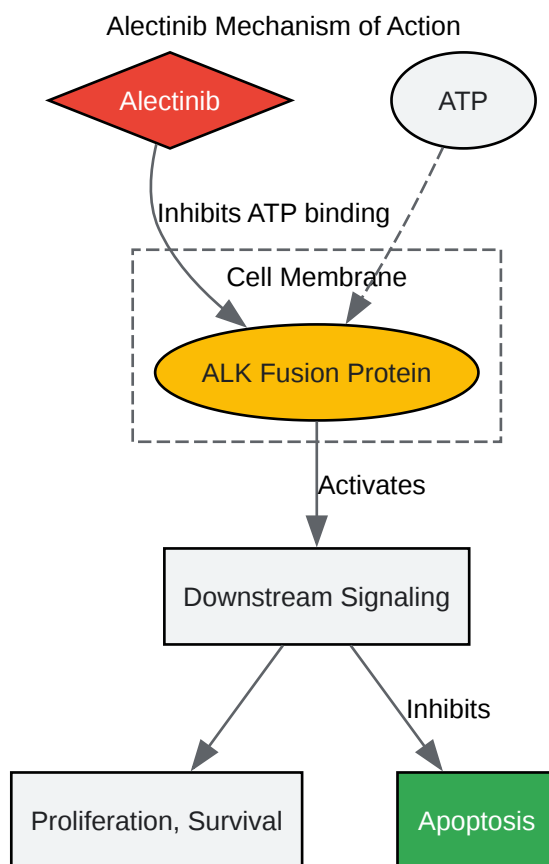 Alectinib Mechanism of Action
Alectinib
ATP
Inhibits ATP binding
Cell Membrane
ALK Fusion Protein
Activates
Downstream Signaling
Inhibits
Proliferation, Survival
Apoptosis